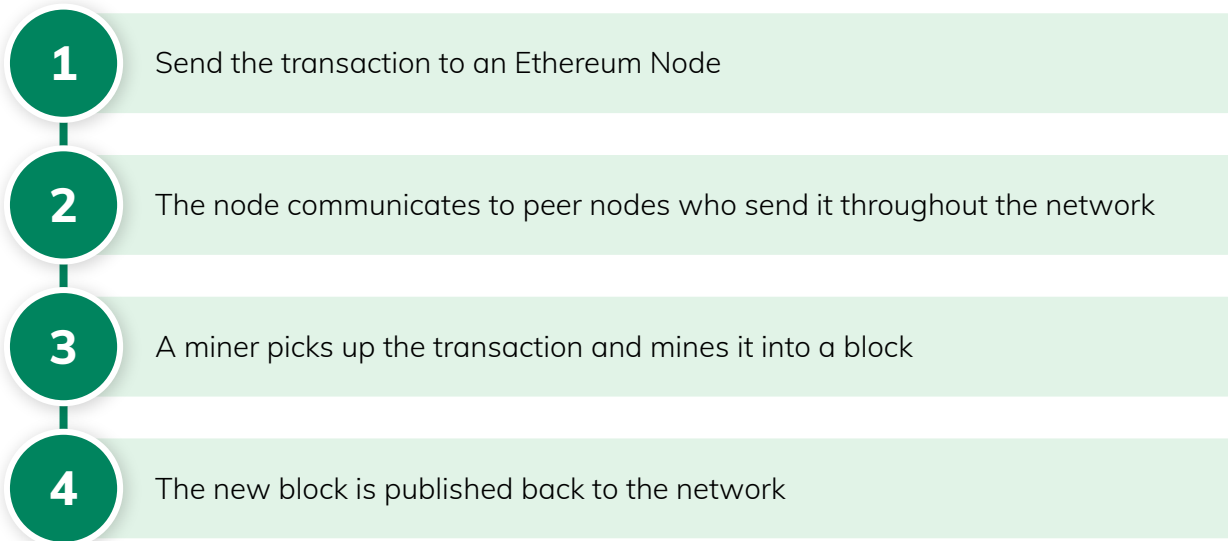 1 Send the transaction to an Ethereum Node
2 The node communicates to peer nodes who send it throughout the network
3 A miner picks up the transaction and mines it into a block
4 The new block is published back to the network